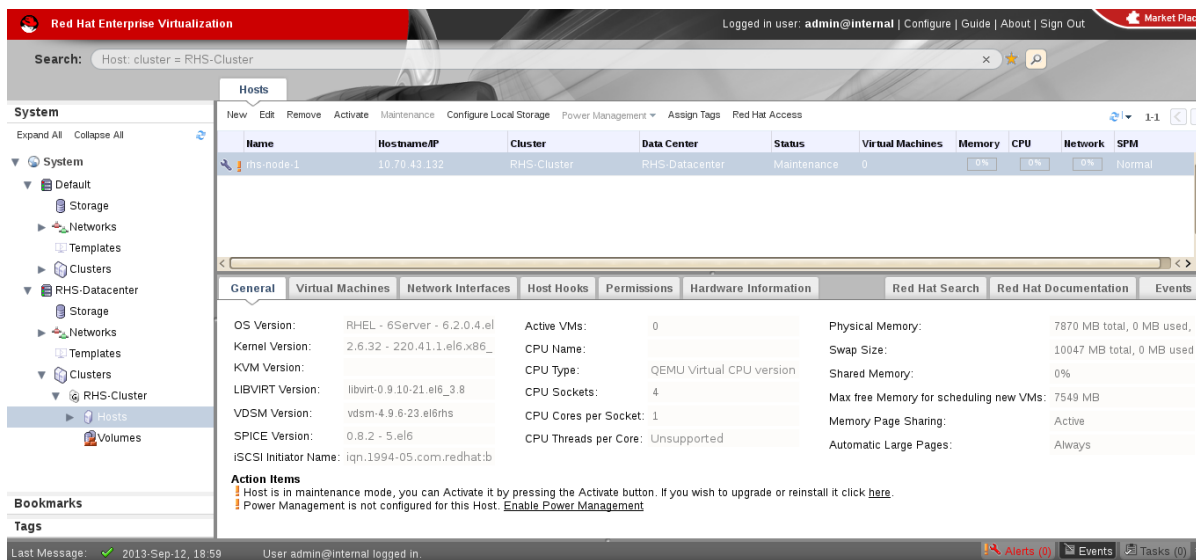 Red Hat Enterprise Virtualization
Logged in user: admin@internal | Configure | Guide | About | Sign Out
Market Plac
Search: Host: cluster = RHS-Cluster
Hosts
System
Expand All Collapse All
System
Default
Storage
Networks
Templates
Clusters
RHS-Datacenter
Storage
Networks
Templates
Clusters
RHS-Cluster
Hosts
Volumes
Bookmarks
Tags
New Edit Remove Activate Maintenance Configure Local Storage Power Management Assign Tags Red Hat Access 1-1
Name Hostname/IP Cluster Data Center Status Virtual Machines Memory CPU Network SPM
rhs-node-1 10.70.43.132 RHS-Cluster RHS-Datacenter Maintenance 0 0% 0% 0% Normal
General Virtual Machines Network Interfaces Host Hooks Permissions Hardware Information Red Hat Search Red Hat Documentation Events
OS Version: RHEL - 6Server - 6.2.0.4.el
Kernel Version: 2.6.32 - 220.41.1.el6.x86_
KVM Version:
LIBVIRT Version: libvirt-0.9.10-21.el6_3.8
VDSM Version: vdsm-4.9.6-23.el6rhs
SPICE Version: 0.8.2 - 5.el6
iSCSI Initiator Name: iqn.1994-05.com.redhat:b
Active VMs: 0
CPU Name:
CPU Type: QEMU Virtual CPU version
CPU Sockets: 4
CPU Cores per Socket: 1
CPU Threads per Core: Unsupported
Physical Memory: 7870 MB total, 0 MB used,
Swap Size: 10047 MB total, 0 MB used
Shared Memory: 0%
Max free Memory for scheduling new VMs: 7549 MB
Memory Page Sharing: Active
Automatic Large Pages: Always
Action Items
Host is in maintenance mode, you can Activate it by pressing the Activate button. If you wish to upgrade or reinstall it click here.
Power Management is not configured for this Host. Enable Power Management
Last Message: 2013-Sep-12, 18:59 User admin@internal logged in. Alerts (0) Events Tasks (0)